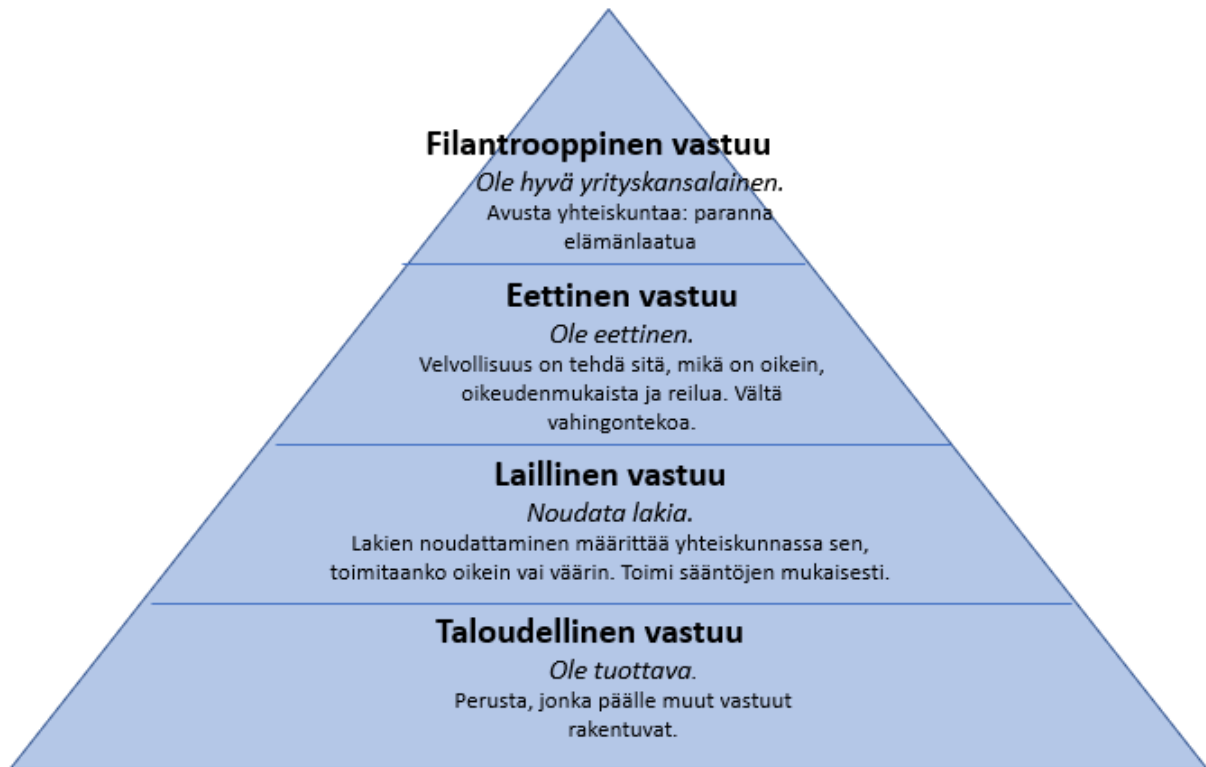 Filantrooppinen vastuu
Ole hyvä yrityskansalainen.
Avusta yhteiskuntaa: paranna
elämänlaatua
Eettinen vastuu
Ole eettinen.
Velvollisuus on tehdä sitä, mikä on oikein,
oikeudenmukaista ja reilua. Vältä
vahingontekoa.
Laillinen vastuu
Noudata lakia.
Lakien noudattaminen määrittää yhteiskunnassa sen,
toimitaanko oikein vai väärin. Toimi sääntöjen mukaisesti.
Taloudellinen vastuu
Ole tuottava.
Perusta, jonka päälle muut vastuut
rakentuvat.